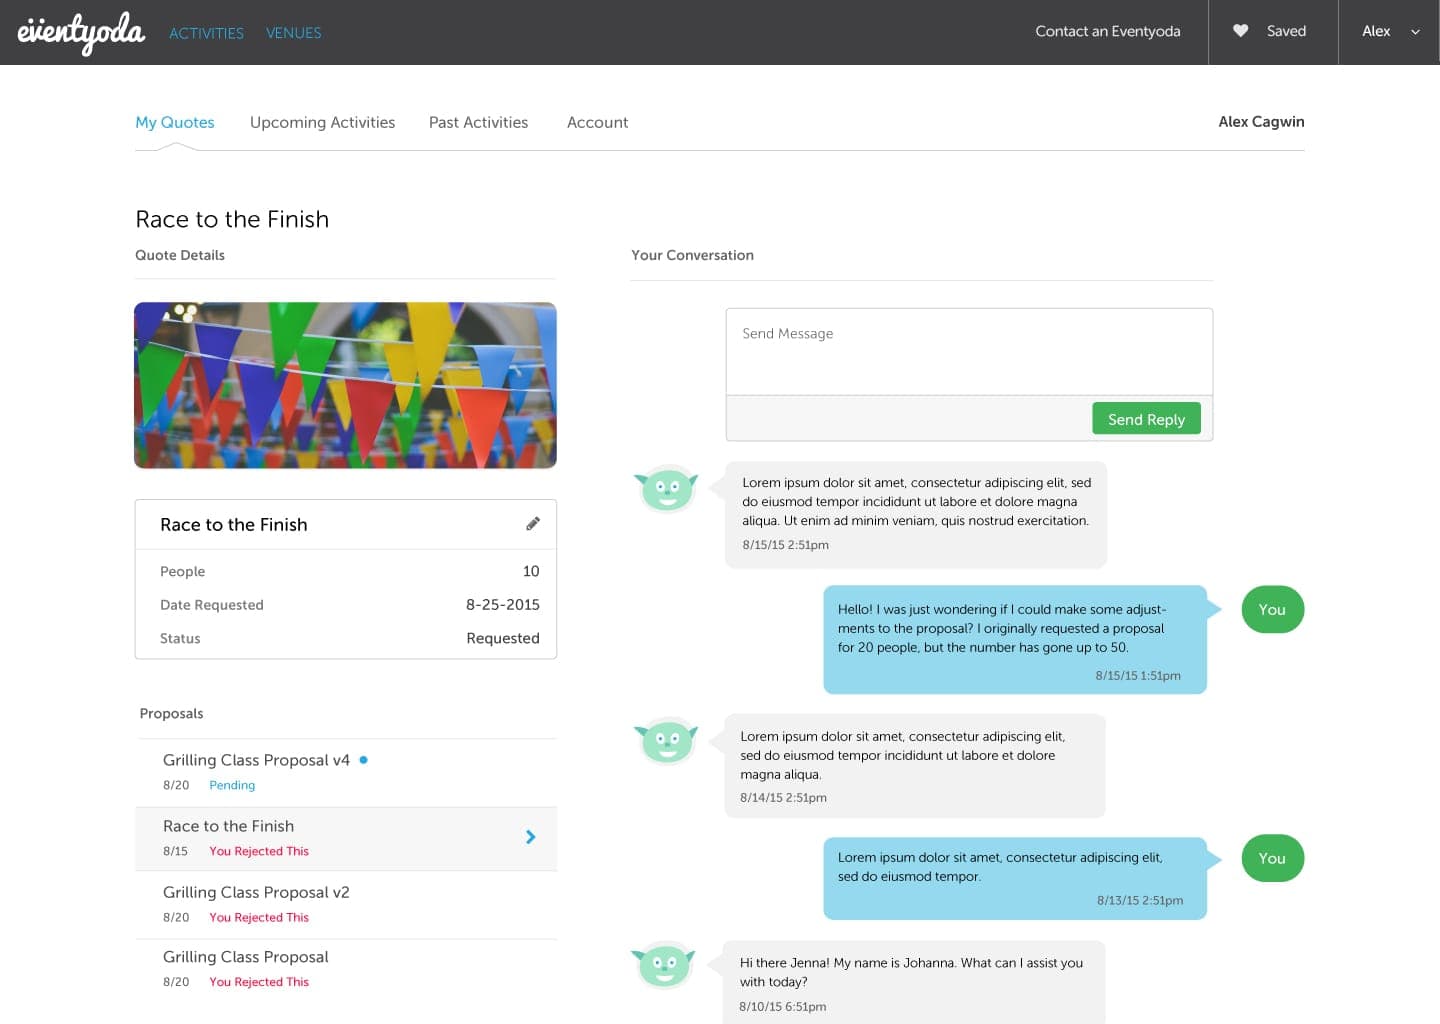 eventyoda ACTIVITIES VENUES Contact an Eventyoda Saved Alex
My Quotes Upcoming Activities Past Activities Account Alex Cagwin
Race to the Finish
Quote Details
Race to the Finish
People 10
Date Requested 8-25-2015
Status Requested
Proposals
Grilling Class Proposal v4
8/20 Pending
Race to the Finish
8/15 You Rejected This
Grilling Class Proposal v2
8/20 You Rejected This
Grilling Class Proposal
8/20 You Rejected This
Your Conversation
Send Message
Send Reply
Lorem ipsum dolor sit amet, consectetur adipiscing elit, sed
do eiusmod tempor incididunt ut labore et dolore magna
aliqua. Ut enim ad minim veniam, quis nostrud exercitation.
8/15/15 2:51pm
Hello! I was just wondering if I could make some adjust-
ments to the proposal? I originally requested a proposal
for 20 people, but the number has gone up to 50.
8/15/15 1:51pm
You
Lorem ipsum dolor sit amet, consectetur adipiscing elit,
sed do eiusmod tempor incididunt ut labore et dolore
magna aliqua.
8/14/15 2:51pm
Lorem ipsum dolor sit amet, consectetur adipiscing elit,
sed do eiusmod tempor.
8/13/15 2:51pm
You
Hi there Jenna! My name is Johanna. What can I assist you
with today?
8/10/15 6:51pm